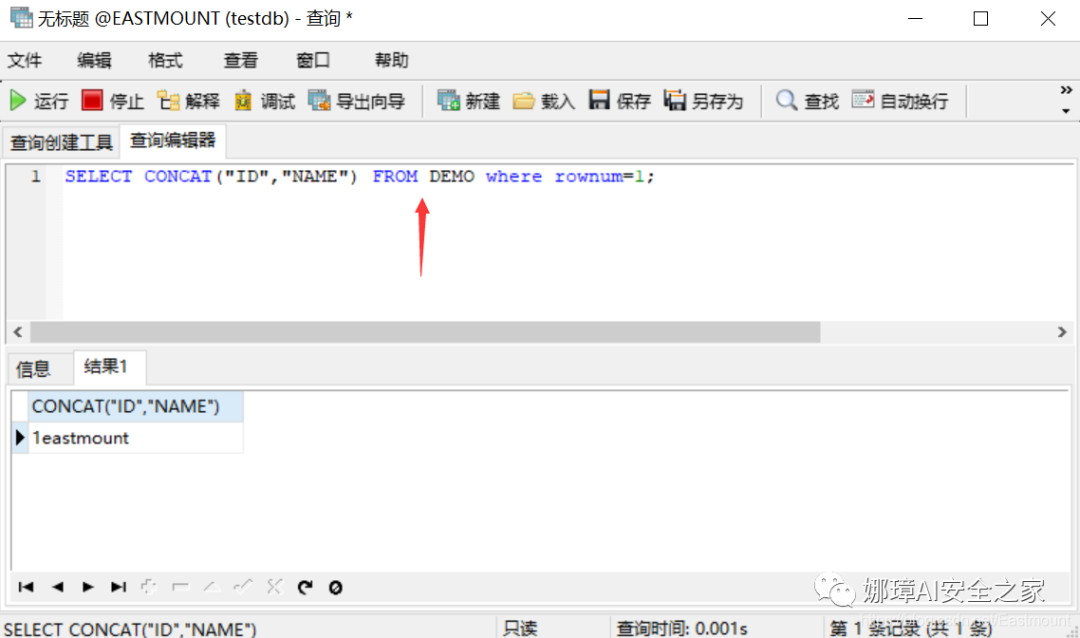 无标题 @EASTMOUNT (testdb) - 查询 *
文件 编辑 格式 查看 窗口 帮助
运行 停止 解释 调试 导出向导 新建 载入 保存 另存为 查找 自动换行
查询创建工具 查询编辑器
1 SELECT CONCAT("ID","NAME") FROM DEMO where rownum=1;
信息 结果1
CONCAT("ID","NAME")
1eastmount
娜璋AI安全之家
SELECT CONCAT("ID","NAME") 只读 查询时间: 0.001s 第 1 条记录 (共 1 条)